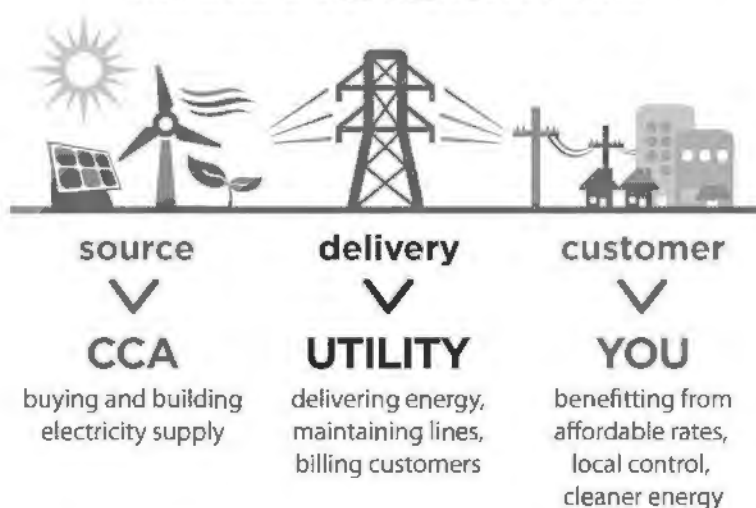 source
delivery
customer
CCA
UTILITY
YOU
buying and building
electricity supply
delivering energy,
maintaining lines,
billing customers
benefitting from
affordable rates,
local control,
cleaner energy